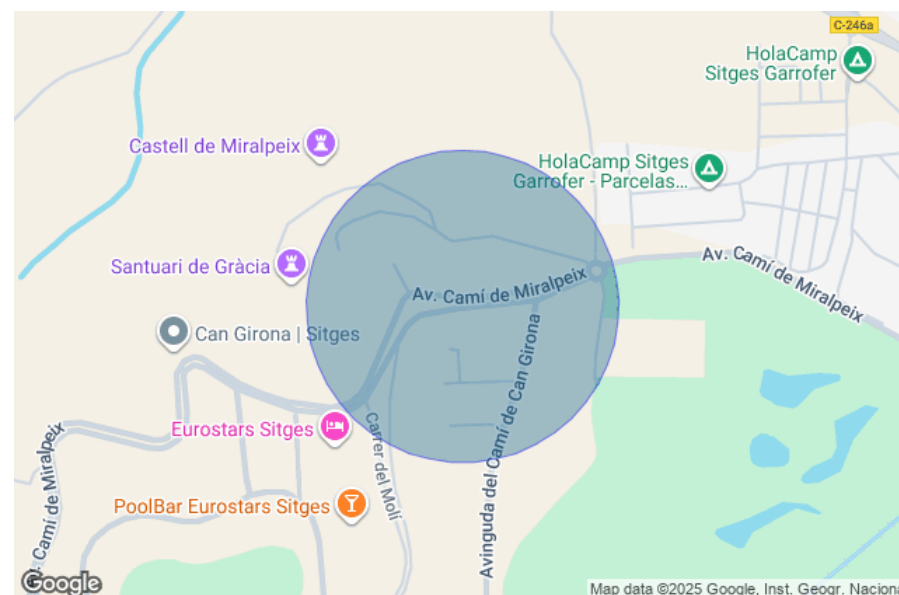 C-246a
HolaCamp
Sitges Garrofer
Castell de Miralpeix
HolaCamp Sitges
Garrofer - Parcelas...
Av. Camí de Miralpeix
Santuari de Gràcia
Av. Camí de Miralpeix
Can Girona | Sitges
Avinguda del Camí de Can Girona
Eurostars Sitges
Carrer del Molí
Av. Camí de Miralpeix
PoolBar Eurostars Sitges
Google
Map data ©2025 Google, Inst. Geogr. Naciona